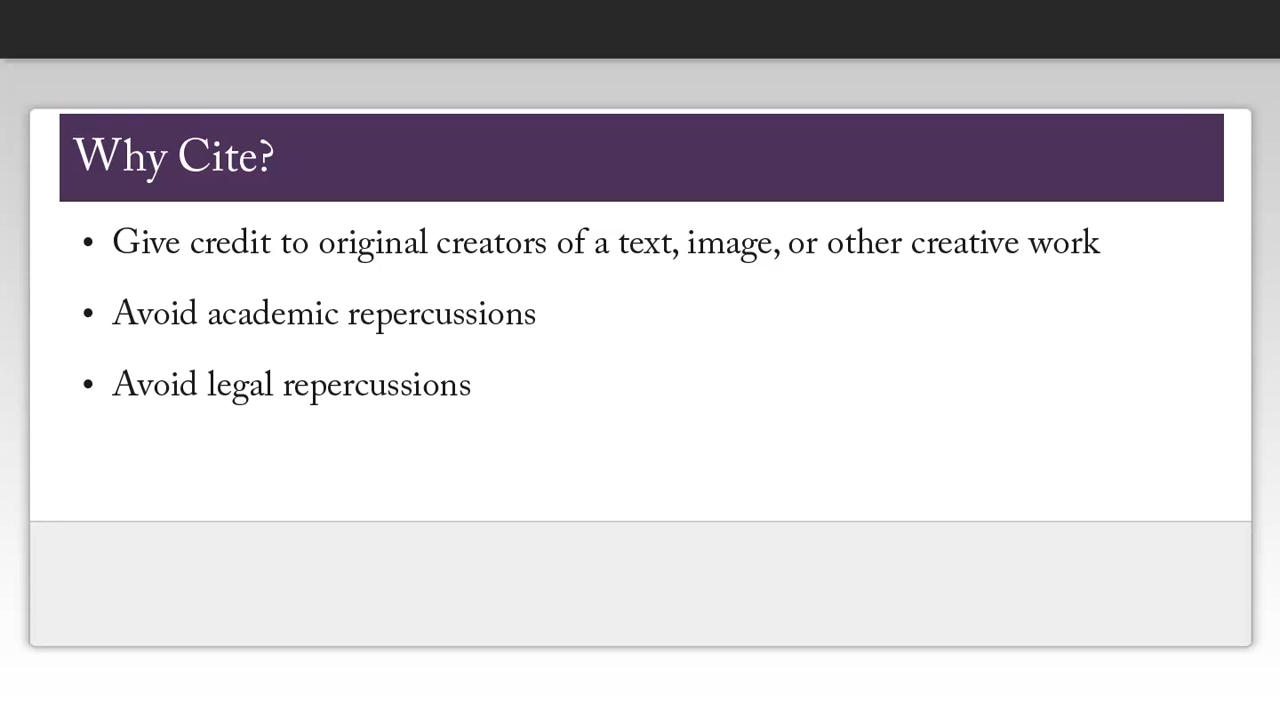 Why Cite?
• Give credit to original creators of a text, image, or other creative work
• Avoid academic repercussions
• Avoid legal repercussions